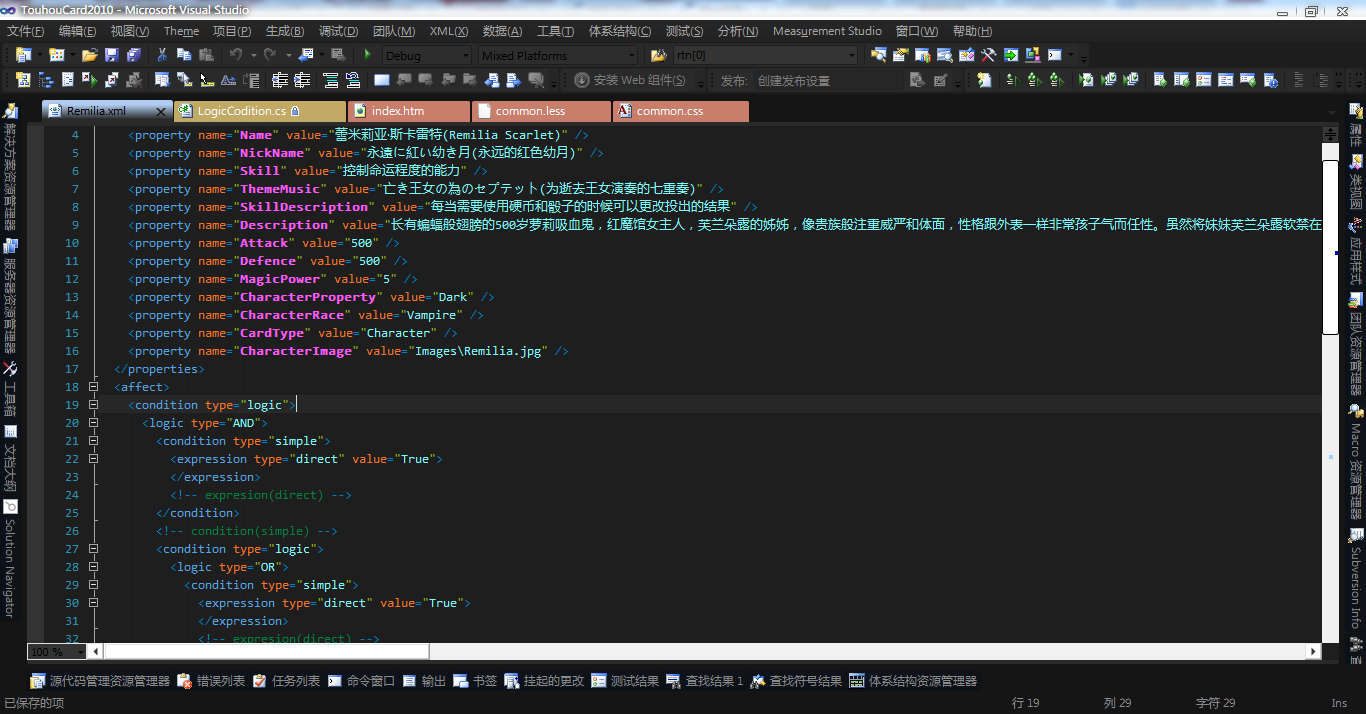 TouhouCard2010 - Microsoft Visual Studio
文件(F) 编辑(E) 视图(V) Theme 项目(P) 生成(B) 调试(D) 团队(M) XML(X) 数据(A) 工具(T) 体系结构(C) 测试(S) 分析(N) Measurement Studio 窗口(W) 帮助(H)
Debug Mixed Platforms rtn[0]
安装 Web 组件(S) 发布: 创建发布设置
Remilia.xml LogicCodition.cs index.htm common.less common.css
4 <property name="Name" value="蕾米莉亚·斯卡雷特(Remilia Scarlet)" />
5 <property name="NickName" value="永遠に紅い幼き月(永远的红色幼月)" />
6 <property name="Skill" value="控制命运程度的能力" />
7 <property name="ThemeMusic" value="亡き王女の為のセプテット(为逝去王女演奏的七重奏)" />
8 <property name="SkillDescription" value="每当需要使用硬币和骰子的时候可以更改投出的结果" />
9 <property name="Description" value="长有蝙蝠般翅膀的500岁萝莉吸血鬼，红魔馆女主人，芙兰朵露的姊姊，像贵族般注重威严和体面，性格跟外表一样非常孩子气而任性。虽然将妹妹芙兰朵露软禁在
10 <property name="Attack" value="500" />
11 <property name="Defence" value="500" />
12 <property name="MagicPower" value="5" />
13 <property name="CharacterProperty" value="Dark" />
14 <property name="CharacterRace" value="Vampire" />
15 <property name="CardType" value="Character" />
16 <property name="CharacterImage" value="Images\Remilia.jpg" />
17 </properties>
18 <affect>
19 <condition type="logic">
20 <logic type="AND">
21 <condition type="simple">
22 <expression type="direct" value="True">
23 </expression>
24 <!-- expresion(direct) -->
25 </condition>
26 <!-- condition(simple) -->
27 <condition type="logic">
28 <logic type="OR">
29 <condition type="simple">
30 <expression type="direct" value="True">
31 </expression>
32 <!-- expresion(direct) -->
100 %
解决方案资源管理器
服务器资源管理器
工具箱
文档大纲
Solution Navigator
属性
类视图
应用样式
团队资源管理器
Macro 资源管理器
Subversion Info
源代码管理资源管理器 错误列表 任务列表 命令窗口 输出 书签 挂起的更改 测试结果 查找结果 1 查找符号结果 体系结构资源管理器
已保存的项 行 19 列 29 字符 29 Ins